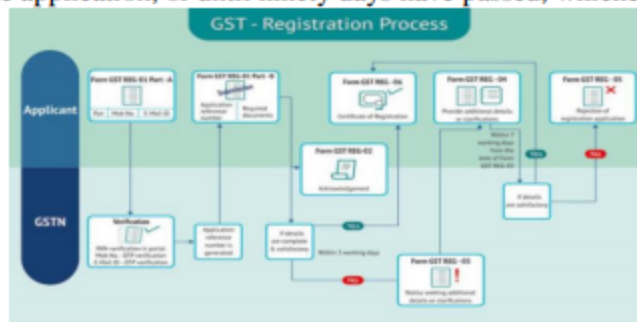 GST - Registration Process
Applicant
GSTN
Form GST REG-01 Part -A
Pan
Mob No.
E Mail ID
Form GST REG-01 Part -B
Application
reference
number
Required
documents
Form GST REG -06
Certificate of Registration
Form GST REG -04
Provide additional details
or clarifications
Form GST REG -05
Rejection of
registration application
Form GST REG-02
Acknowledgement
Within 7
working days
from the
date of Form
GST REG-03
Yes
No
If details
are satisfactory
Verification
PAN verification in portal
Mob No. - OTP verification
E Mail ID - OTP verification
Application
reference
number is
generated
If details
are complete
& satisfactory
Yes
Within 3 working days
No
Form GST REG - 03
Notice seeking additional
details or clarifications